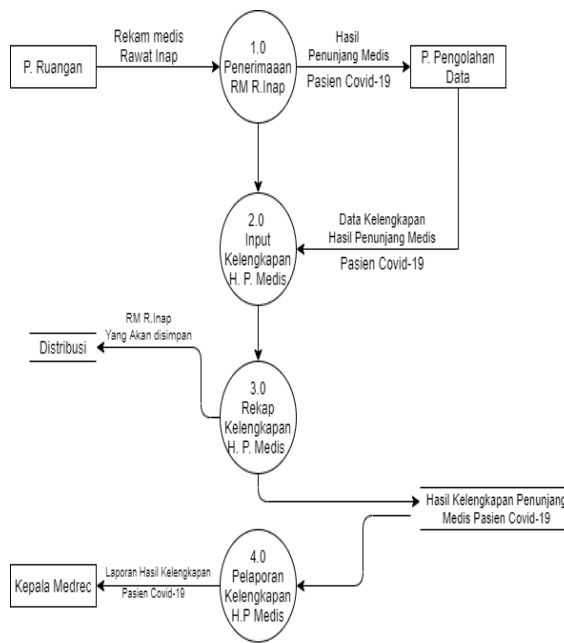 P. Ruangan
Rekam medis
Rawat Inap
1.0
Penerimaaan
RM R.Inap
Hasil
Penunjang Medis
Pasien Covid-19
P. Pengolahan
Data
2.0
Input
Kelengkapan
H. P. Medis
Data Kelengkapan
Hasil Penunjang Medis
Pasien Covid-19
Distribusi
RM R.Inap
Yang Akan disimpan
3.0
Rekap
Kelengkapan
H. P. Medis
Hasil Kelengkapan Penunjang
Medis Pasien Covid-19
Kepala Medrec
Laporan Hasil Kelengkapan
Pasien Covid-19
4.0
Pelaporan
Kelengkapan
H.P Medis